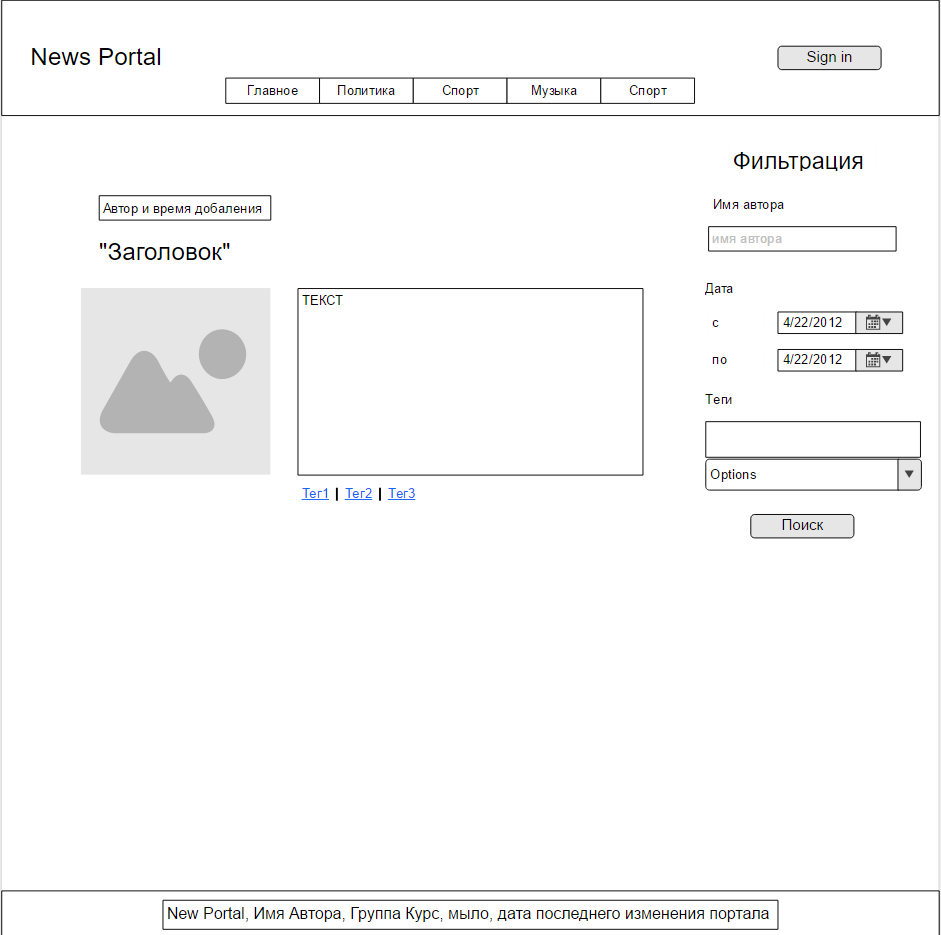 News Portal
Sign in
Главное Политика Спорт Музыка Спорт
Фильтрация
Автор и время добаления
Имя автора
имя автора
"Заголовок"
Дата
ТЕКСТ
с 4/22/2012
по 4/22/2012
Теги
Options
Тег1 | Тег2 | Тег3
Поиск
New Portal, Имя Автора, Группа Курс, мыло, дата последнего изменения портала